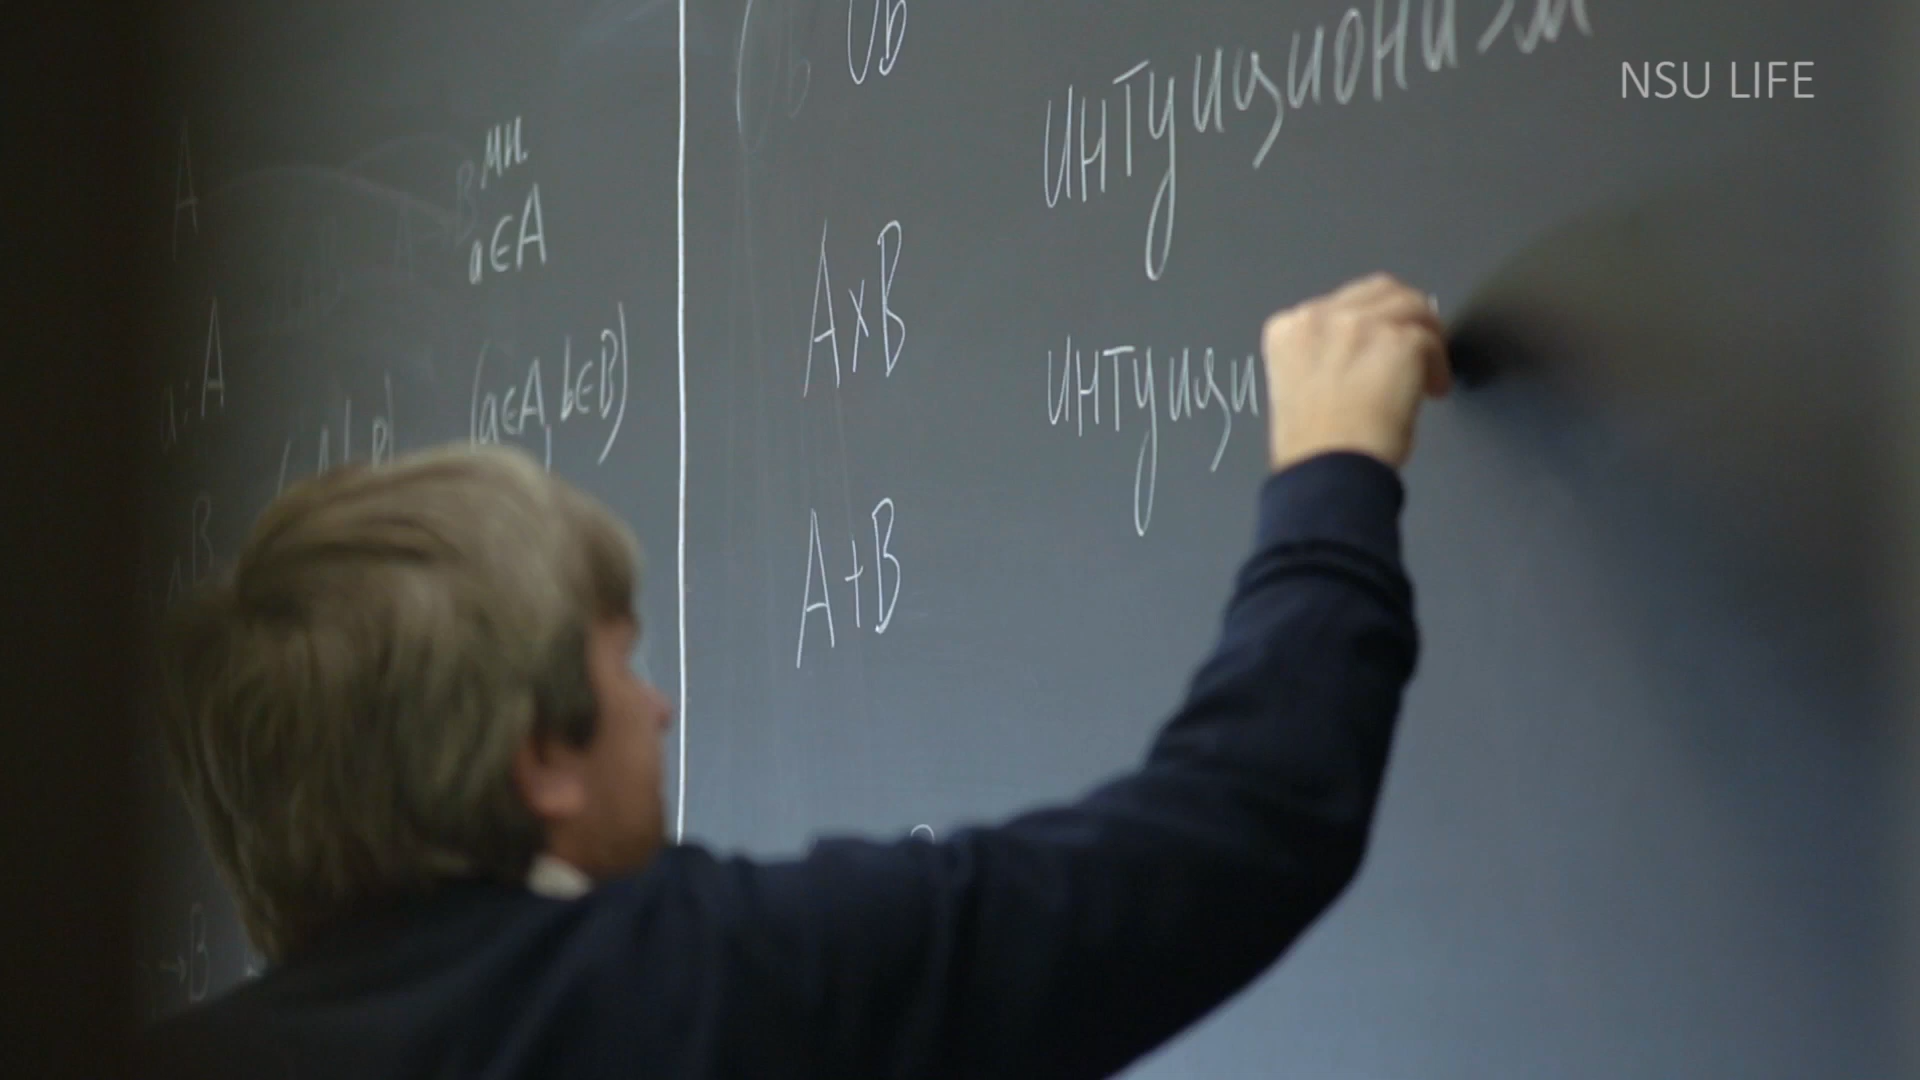 NSU LIFE
A
мн.
a∈A
a:A
(a∈A, b∈B)
→B
A×B
A+B
интуиционизм
интуици